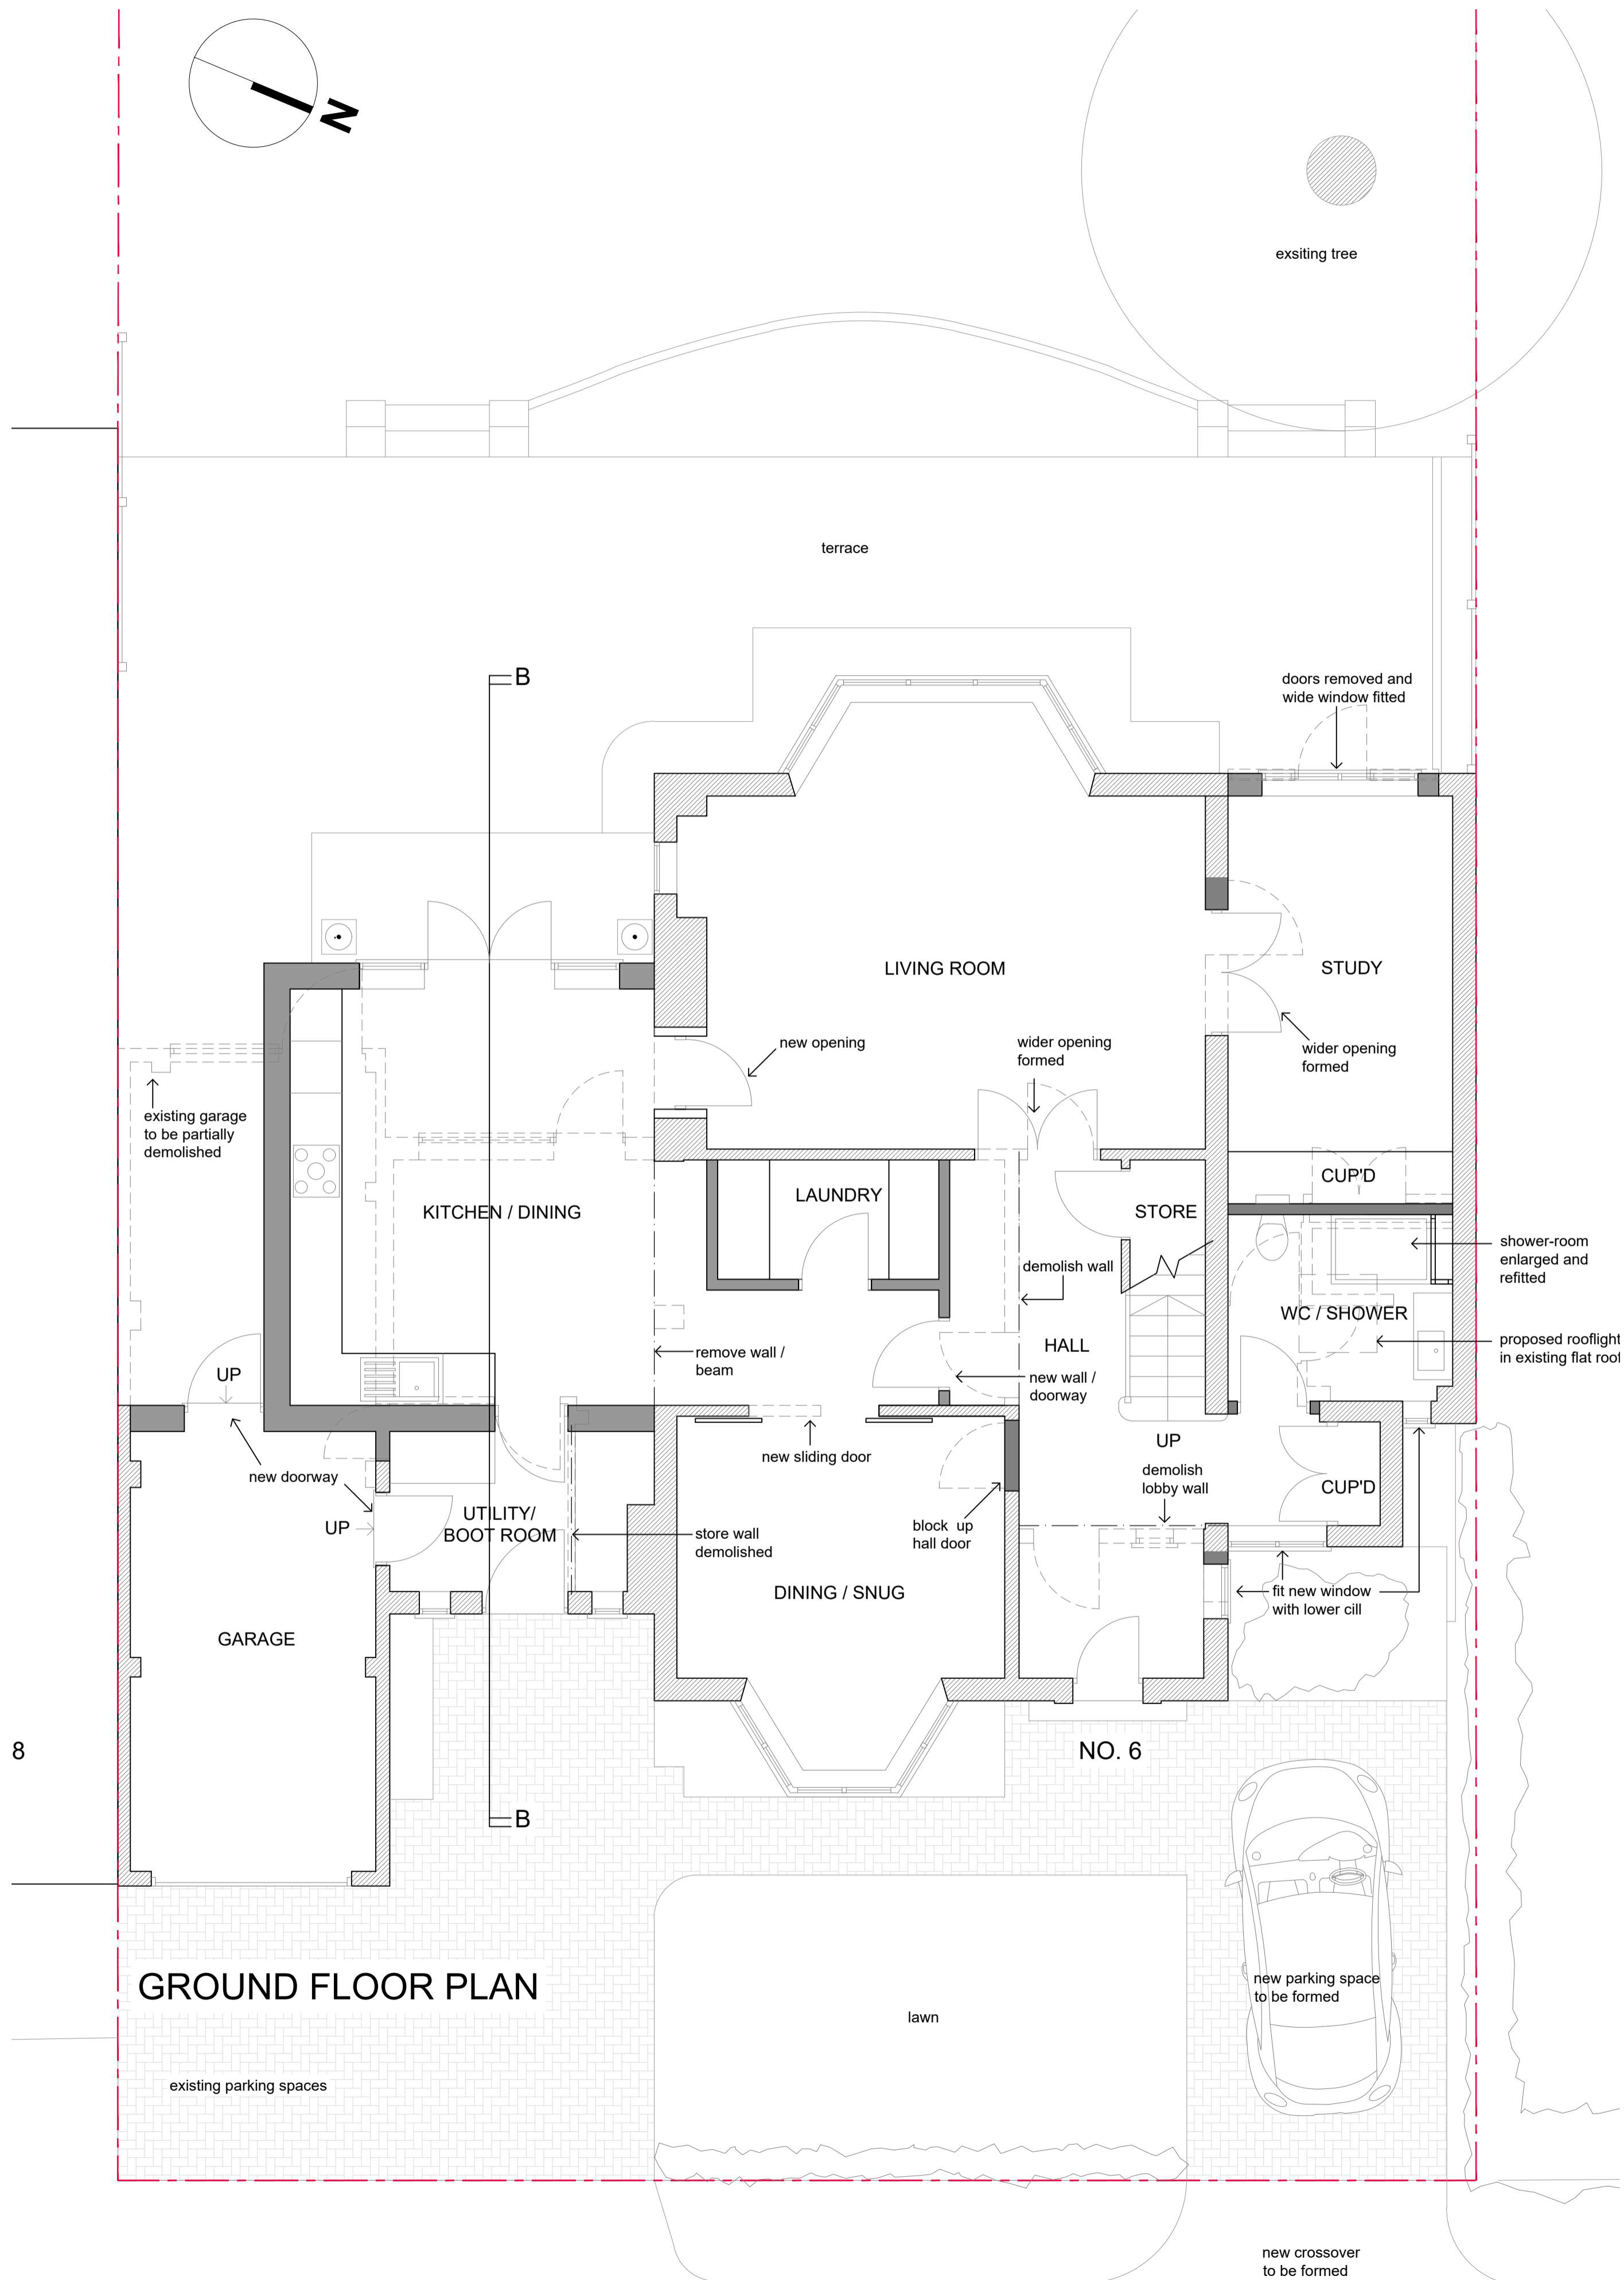 N
exsiting tree
terrace
B
doors removed and
wide window fitted
LIVING ROOM
STUDY
new opening
wider opening
formed
wider opening
formed
existing garage
to be partially
demolished
KITCHEN / DINING
LAUNDRY
STORE
CUP'D
shower-room
enlarged and
refitted
demolish wall
WC / SHOWER
proposed rooflight
in existing flat roof
HALL
remove wall /
beam
new wall /
doorway
UP
new doorway
new sliding door
UP
demolish
lobby wall
CUP'D
UP
UTILITY/
BOOT ROOM
store wall
demolished
block up
hall door
DINING / SNUG
fit new window
with lower cill
GARAGE
8
NO. 6
B
GROUND FLOOR PLAN
new parking space
to be formed
lawn
existing parking spaces
new crossover
to be formed